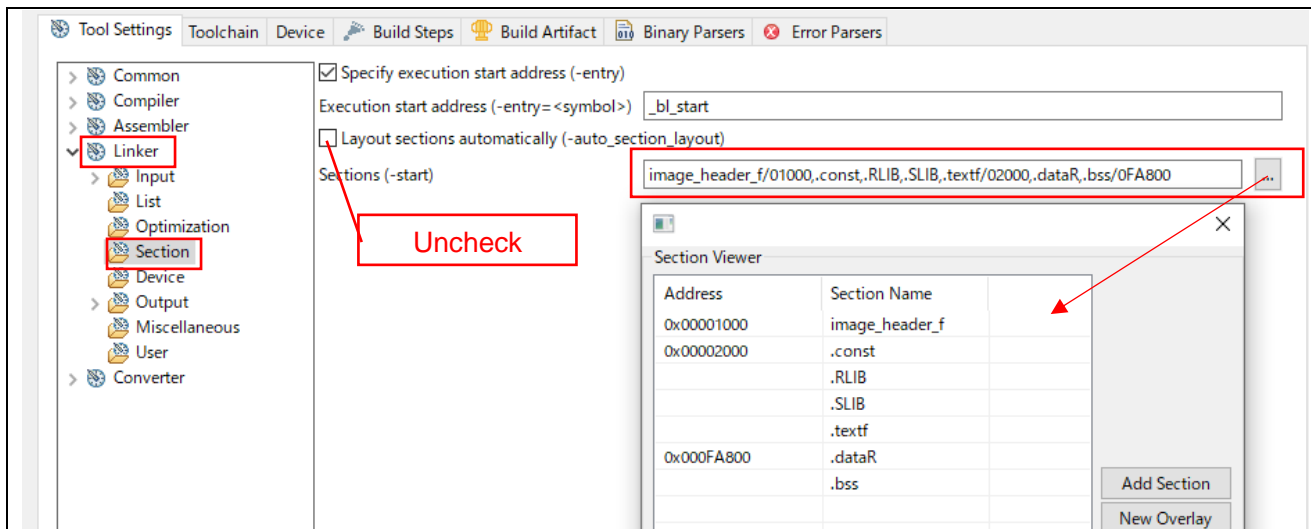 Tool Settings Toolchain Device Build Steps Build Artifact Binary Parsers Error Parsers
Common
Compiler
Assembler
Linker
Input
List
Optimization
Section
Device
Output
Miscellaneous
User
Converter
Specify execution start address (-entry)
Execution start address (-entry=<symbol>) _bl_start
Layout sections automatically (-auto_section_layout)
Sections (-start) image_header_f/01000,.const,.RLIB,.SLIB,.textf/02000,.dataR,.bss/0FA800 ...
Uncheck
Section Viewer
Address Section Name
0x00001000 image_header_f
0x00002000 .const
.RLIB
.SLIB
.textf
0x000FA800 .dataR
.bss
Add Section
New Overlay